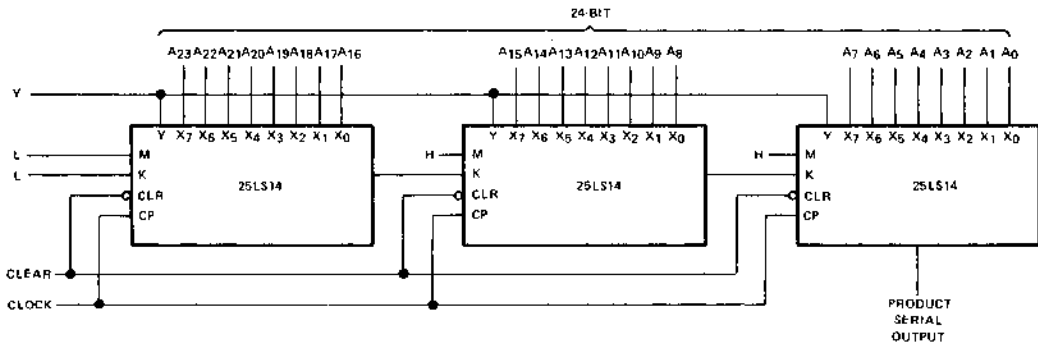 24-BIT
A23 A22 A21 A20 A19 A18 A17 A16
A15 A14 A13 A12 A11 A10 A9 A8
A7 A6 A5 A4 A3 A2 A1 A0
Y
Y X7 X6 X5 X4 X3 X2 X1 X0
Y X7 X6 X5 X4 X3 X2 X1 X0
Y X7 X6 X5 X4 X3 X2 X1 X0
L
M
H
M
H
M
L
K
25LS14
K
25LS14
K
25LS14
CLR
CLR
CLR
CP
CP
CP
CLEAR
CLOCK
PRODUCT
SERIAL
OUTPUT